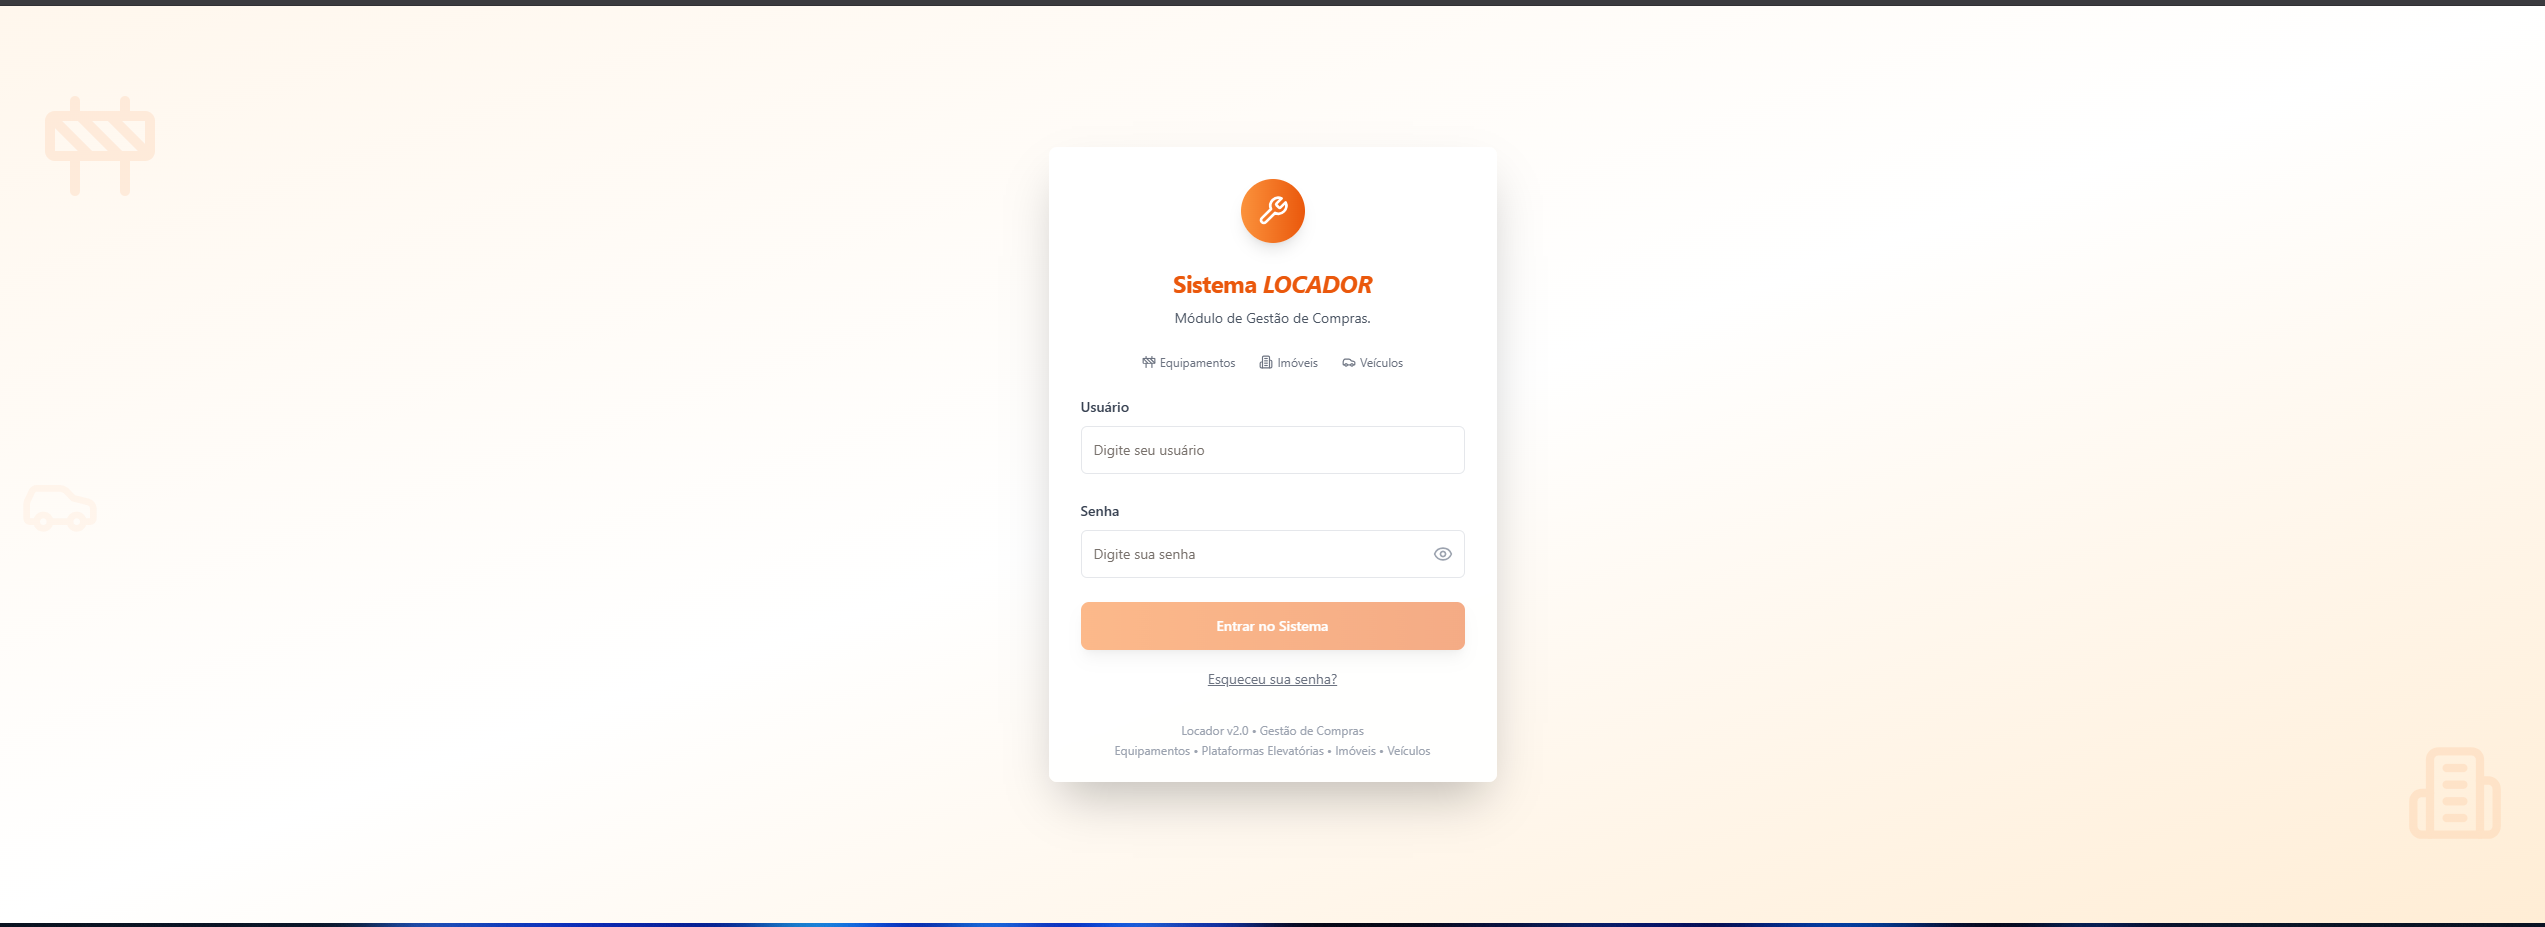 Sistema LOCADOR
Módulo de Gestão de Compras.
Equipamentos Imóveis Veículos
Usuário
Digite seu usuário
Senha
Digite sua senha
Entrar no Sistema
Esqueceu sua senha?
Locador v2.0 • Gestão de Compras
Equipamentos • Plataformas Elevatórias • Imóveis • Veículos